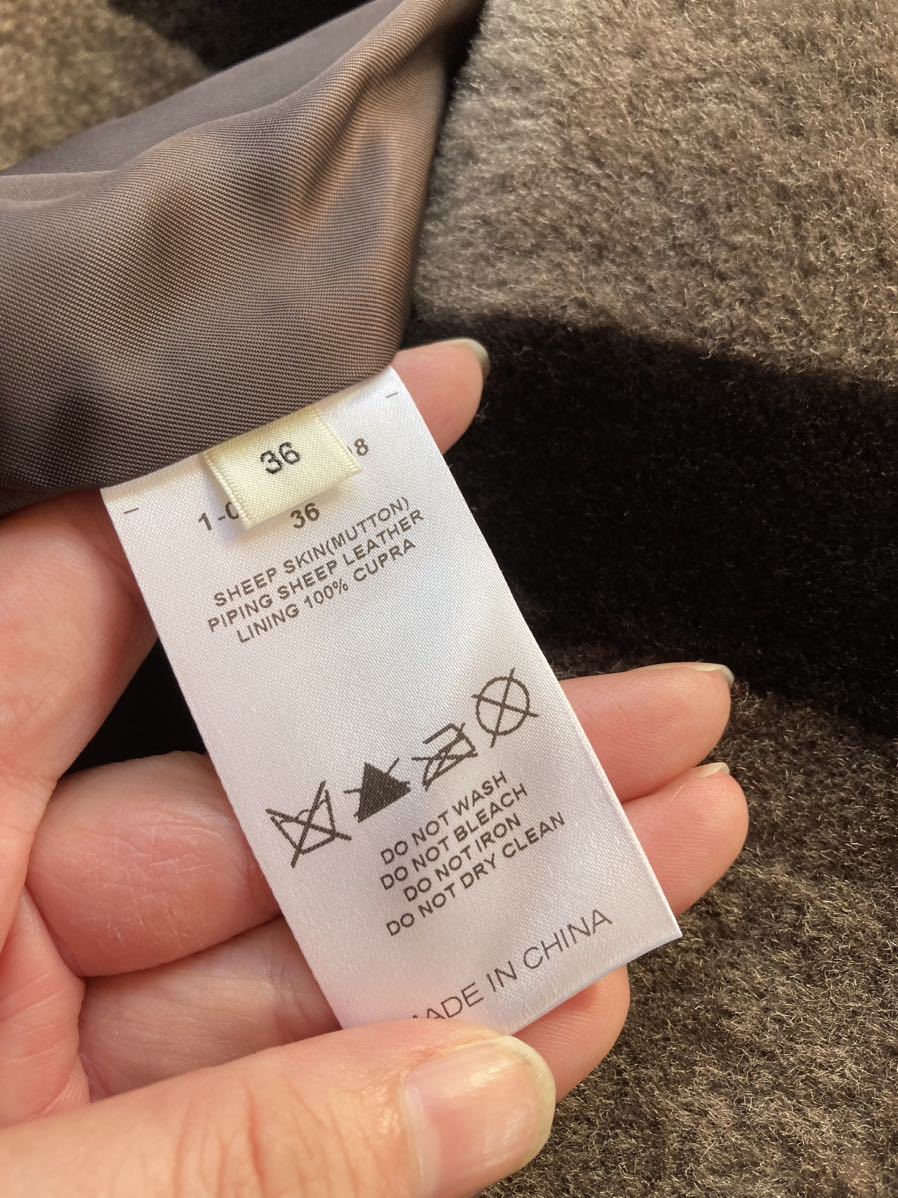 36
36
SHEEP SKIN(MUTTON)
PIPING SHEEP LEATHER
LINING 100% CUPRA
DO NOT WASH
DO NOT BLEACH
DO NOT IRON
DO NOT DRY CLEAN
MADE IN CHINA